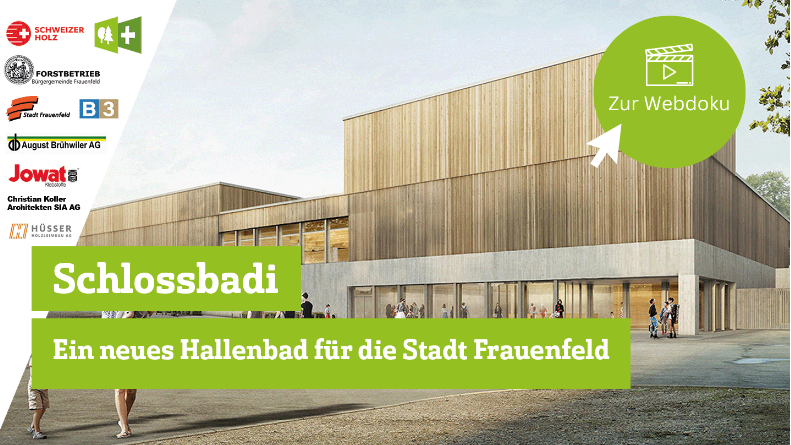 SCHWEIZER
HOLZ
FORSTBETRIEB
Bürgergemeinde Frauenfeld
Stadt Frauenfeld
B3
August Brühwiler AG
Jowat
Klebstoffe
Christian Koller
Architekten SIA AG
HÜSSER
HOLZLEIMBAU AG
Zur Webdoku
Schlossbadi
Ein neues Hallenbad für die Stadt Frauenfeld